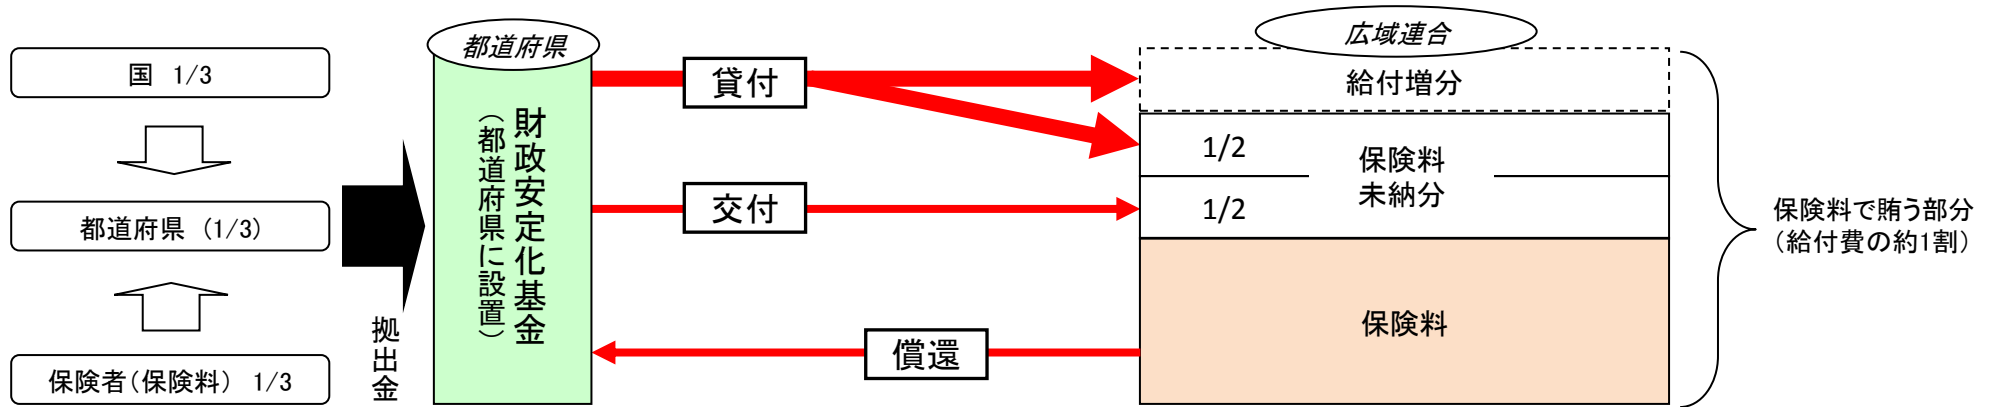 国 1/3
都道府県 (1/3)
保険者(保険料) 1/3
拠出金
都道府県
財政安定化基金
(都道府県に設置)
貸付
交付
償還
広域連合
給付増分
1/2
保険料
未納分
1/2
保険料
保険料で賄う部分
(給付費の約1割)